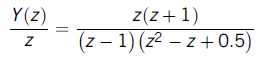 Y(z)/z = z(z + 1)/((z − 1)(z² − z + 0.5))